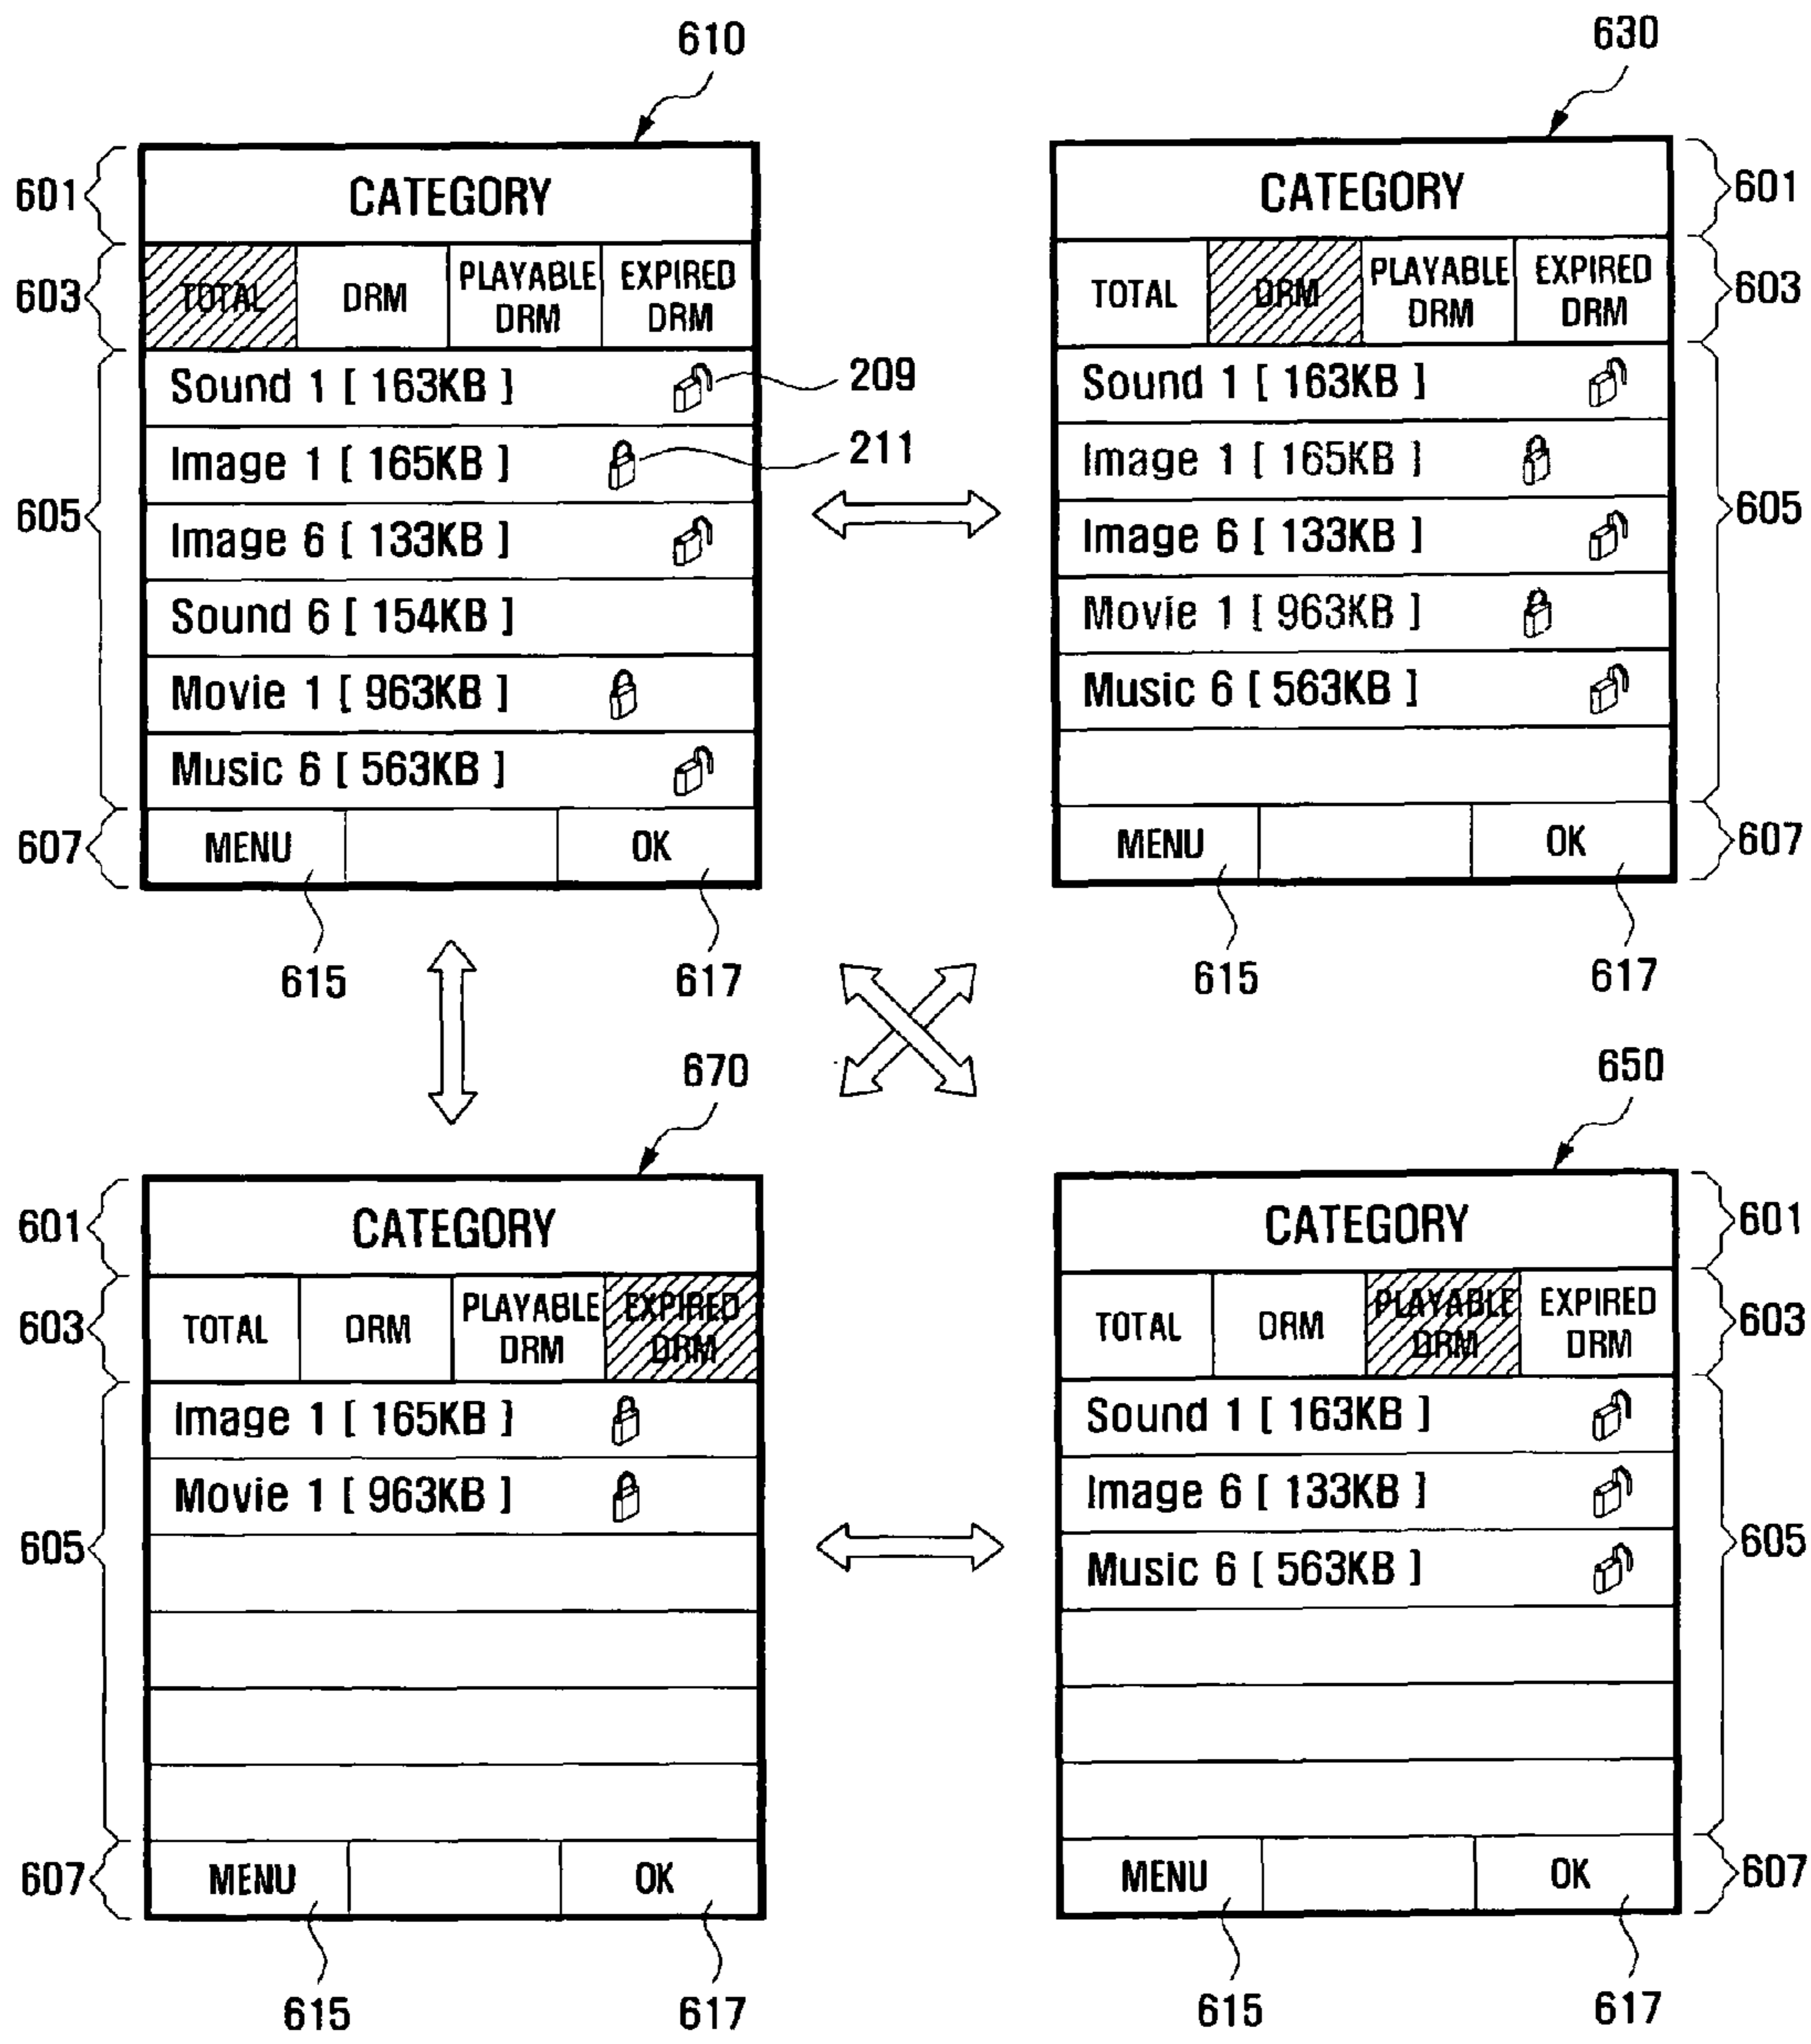 610
630
601
CATEGORY
603
TOTAL
DRM
PLAYABLE
DRM
EXPIRED
DRM
605
Sound 1 [ 163KB ]
209
Image 1 [ 165KB ]
211
Image 6 [ 133KB ]
Sound 6 [ 154KB ]
Movie 1 [ 963KB ]
Music 6 [ 563KB ]
607
MENU
OK
615
617
CATEGORY
601
TOTAL
DRM
PLAYABLE
DRM
EXPIRED
DRM
603
Sound 1 [ 163KB ]
Image 1 [ 165KB ]
Image 6 [ 133KB ]
605
Movie 1 [ 963KB ]
Music 6 [ 563KB ]
MENU
OK
607
615
617
670
650
601
CATEGORY
603
TOTAL
DRM
PLAYABLE
DRM
EXPIRED
DRM
Image 1 [ 165KB ]
Movie 1 [ 963KB ]
605
607
MENU
OK
615
617
CATEGORY
601
TOTAL
DRM
PLAYABLE
DRM
EXPIRED
DRM
603
Sound 1 [ 163KB ]
Image 6 [ 133KB ]
605
Music 6 [ 563KB ]
MENU
OK
607
615
617